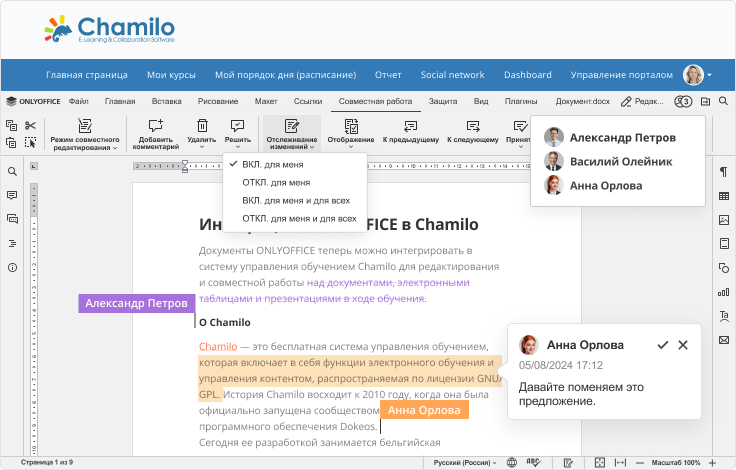 Chamilo
E-Learning & Collaboration Software
Главная страница Мои курсы Мой порядок дня (расписание) Отчет Social network Dashboard Управление порталом
ONLYOFFICE Файл Главная Вставка Рисование Макет Ссылки Совместная работа Защита Вид Плагины Документ.docx Редак... 3
Режим совместного редактирования
Добавить комментарий
Удалить
Решить
Отслеживание изменений
Отображение
К предыдущему
К следующему
Принять
Александр Петров
Василий Олейник
Анна Орлова
ВКЛ. для меня
ОТКЛ. для меня
ВКЛ. для меня и для всех
ОТКЛ. для меня и для всех
в Chamilo
Документы ONLYOFFICE теперь можно интегрировать в
систему управления обучением Chamilo для редактирования
и совместной работы над документами, электронными
таблицами и презентациями в ходе обучения.
Александр Петров
О Chamilo
Chamilo — это бесплатная система управления обучением,
которая включает в себя функции электронного обучения и
управления контентом, распространяемая по лицензии GNU/
GPL. История Chamilo восходит к 2010 году, когда она была
официально запущена сообществом
Анна Орлова
программного обеспечения Dokeos.
Сегодня ее разработкой занимается бельгийская
Анна Орлова
05/08/2024 17:12
Давайте поменяем это
предложение.
Страница 1 из 9
Русский (Россия)
ABC
Масштаб 100%